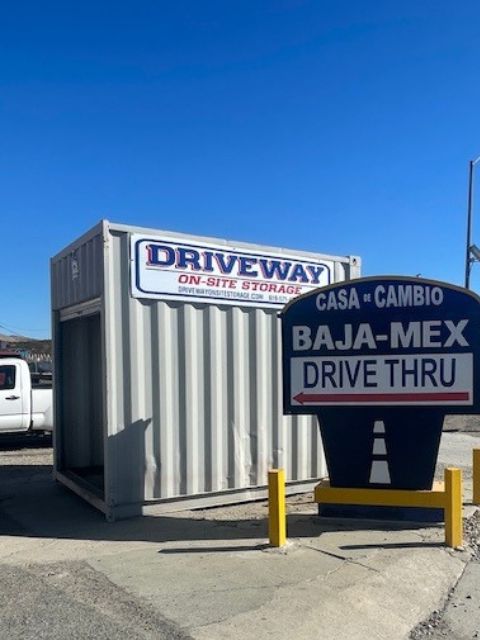 DRIVEWAY
ON-SITE STORAGE
DRIVEWAYONSITESTORAGE.COM
CASA DE CAMBIO
BAJA-MEX
DRIVE THRU